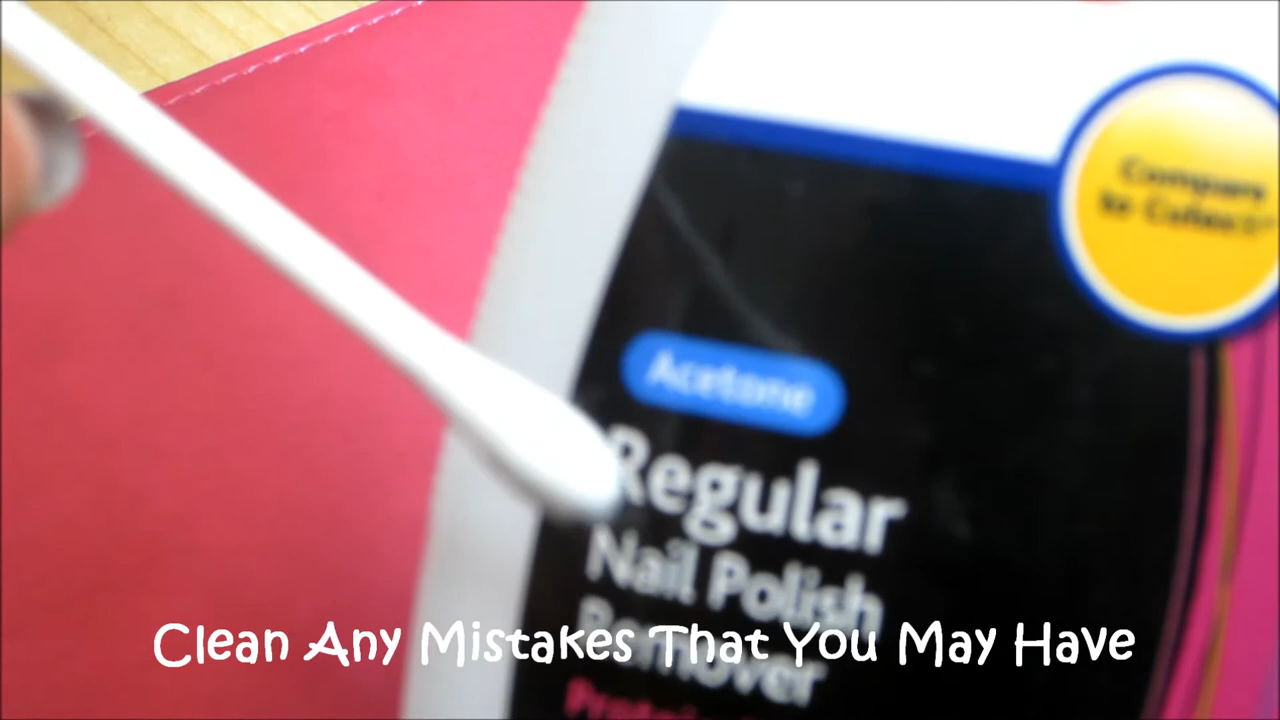 Compare
to Cutex®*
Acetone
Regular
Nail Polish
Remover
Clean Any Mistakes That You May Have